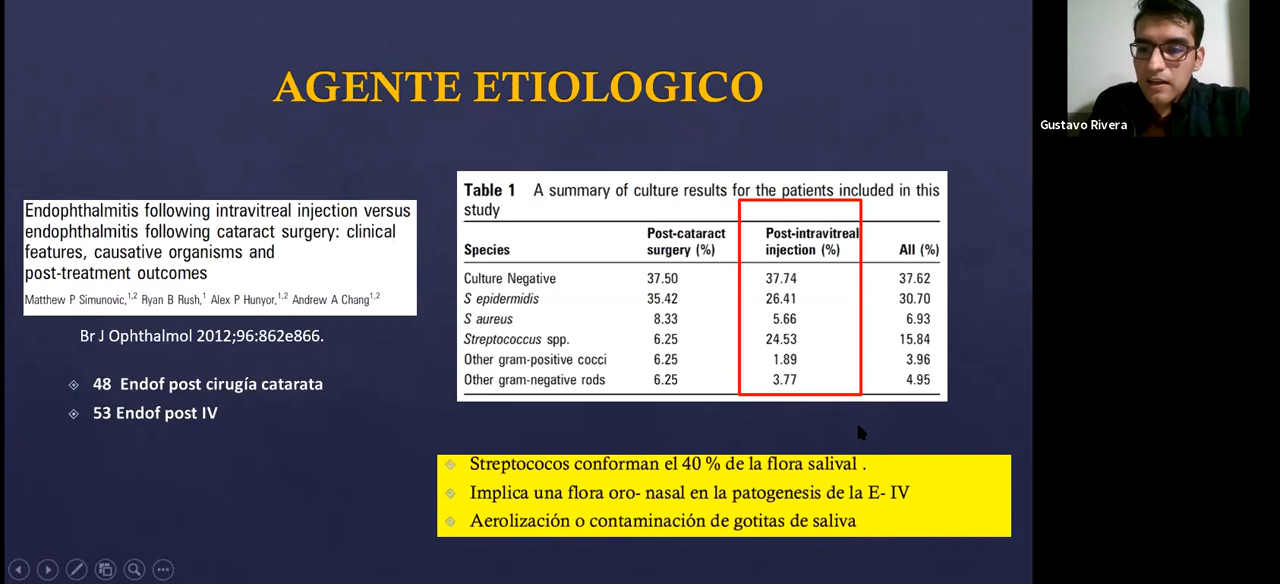 AGENTE ETIOLOGICO
Gustavo Rivera
Endophthalmitis following intravitreal injection versus
endophthalmitis following cataract surgery: clinical
features, causative organisms and
post-treatment outcomes
Matthew P Simunovic,1,2 Ryan B Rush,1 Alex P Hunyor,1,2 Andrew A Chang1,2
Br J Ophthalmol 2012;96:862e866.
48 Endof post cirugía catarata
53 Endof post IV
Table 1 A summary of culture results for the patients included in this
study
Species Post-cataract surgery (%) Post-intravitreal injection (%) All (%)
Culture Negative 37.50 37.74 37.62
S epidermidis 35.42 26.41 30.70
S aureus 8.33 5.66 6.93
Streptococcus spp. 6.25 24.53 15.84
Other gram-positive cocci 6.25 1.89 3.96
Other gram-negative rods 6.25 3.77 4.95
Streptococos conforman el 40 % de la flora salival .
Implica una flora oro- nasal en la patogenesis de la E- IV
Aerolización o contaminación de gotitas de saliva